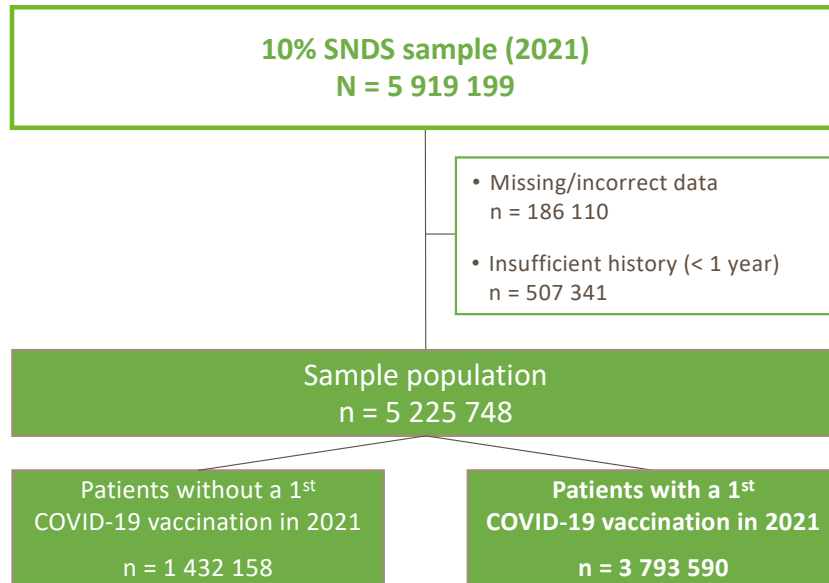 10% SNDS sample (2021)
N = 5 919 199
• Missing/incorrect data
n = 186 110
• Insufficient history (< 1 year)
n = 507 341
Sample population
n = 5 225 748
Patients without a 1st
COVID-19 vaccination in 2021
n = 1 432 158
Patients with a 1st
COVID-19 vaccination in 2021
n = 3 793 590